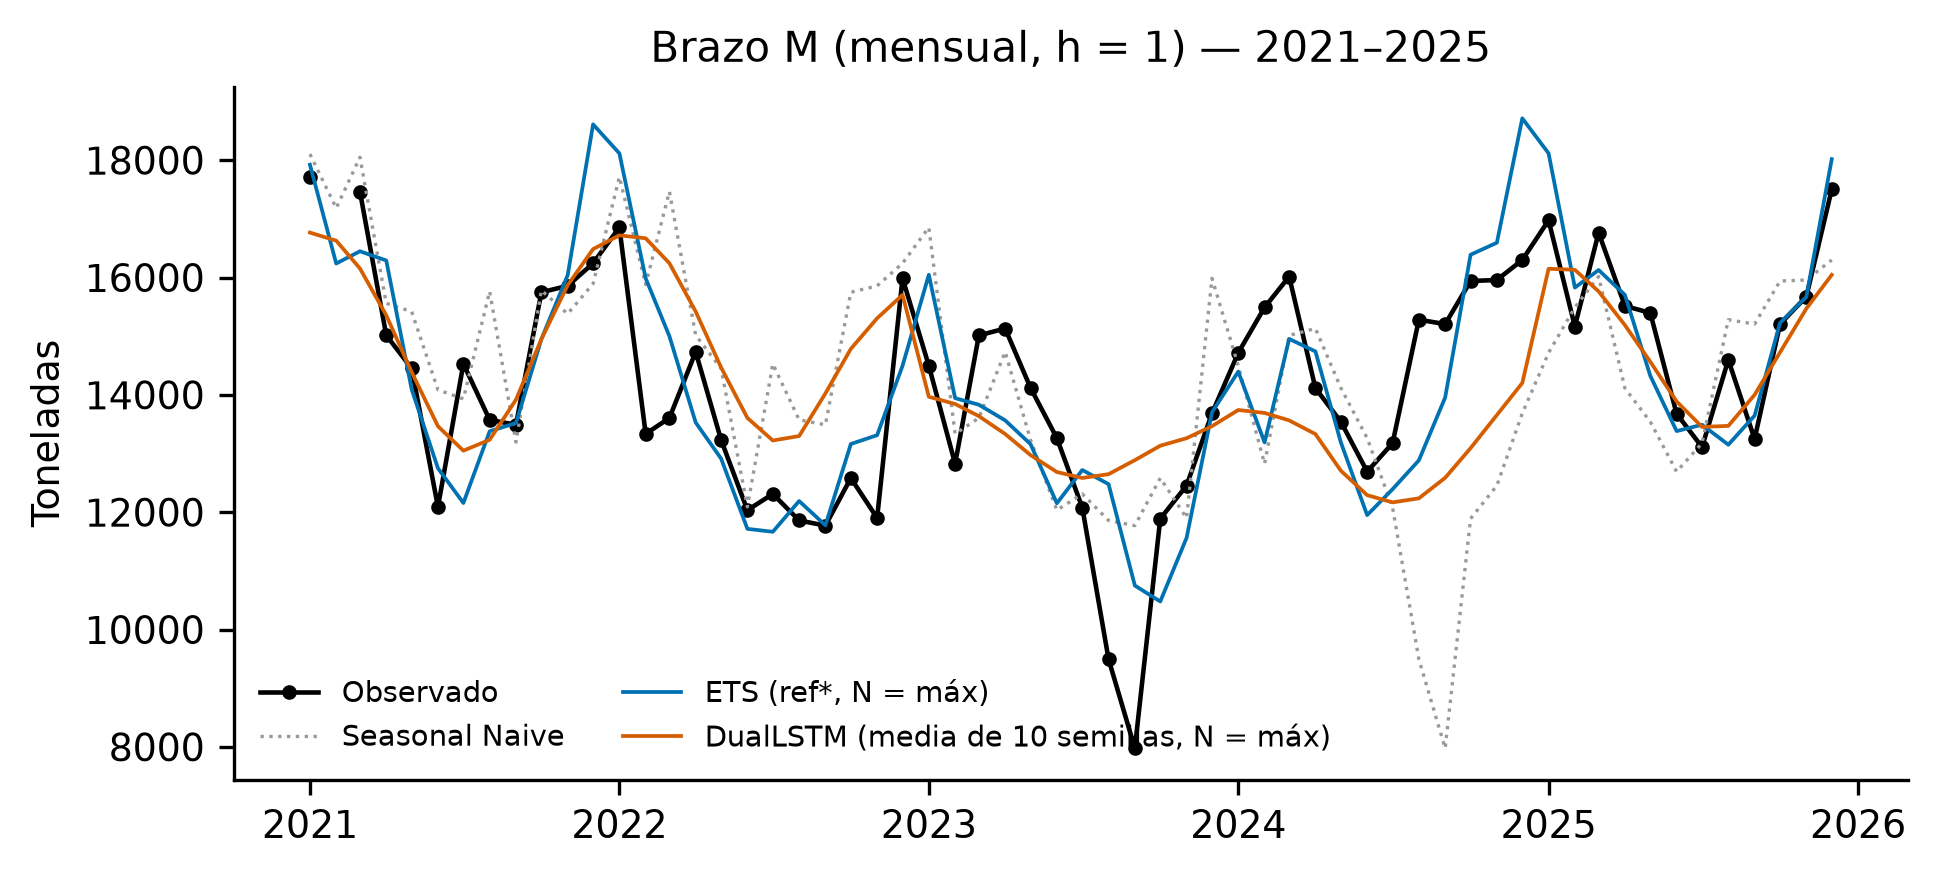 Brazo M (mensual, h = 1) — 2021–2025
Toneladas
18000
16000
14000
12000
10000
8000
Observado
Seasonal Naive
ETS (ref*, N = máx)
DualLSTM (media de 10 semillas, N = máx)
2021 2022 2023 2024 2025 2026